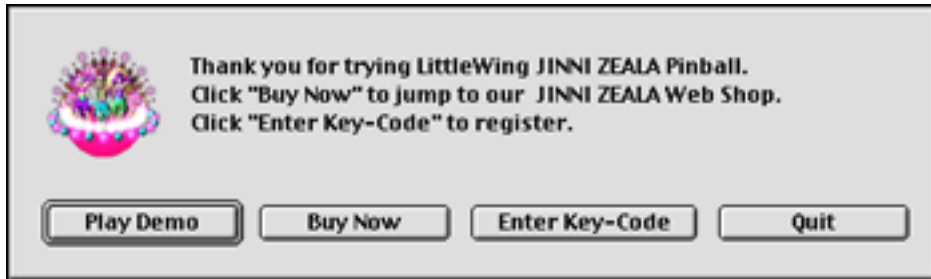 Thank you for trying LittleWing JINNI ZEALA Pinball.
Click "Buy Now" to jump to our JINNI ZEALA Web Shop.
Click "Enter Key-Code" to register.
Play Demo Buy Now Enter Key-Code Quit